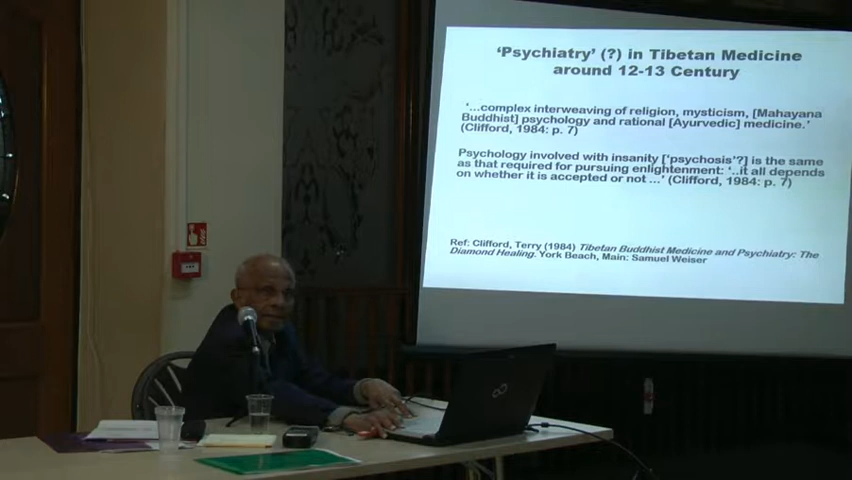 ‘Psychiatry’ (?) in Tibetan Medicine
around 12-13 Century
‘...complex interweaving of religion, mysticism, [Mahayana
Buddhist] psychology and rational [Ayurvedic] medicine.’
(Clifford, 1984: p. 7)
Psychology involved with insanity [‘psychosis’?] is the same
as that required for pursuing enlightenment: ‘..it all depends
on whether it is accepted or not ...’ (Clifford, 1984: p. 7)
Ref: Clifford, Terry (1984) Tibetan Buddhist Medicine and Psychiatry: The
Diamond Healing. York Beach, Main: Samuel Weiser